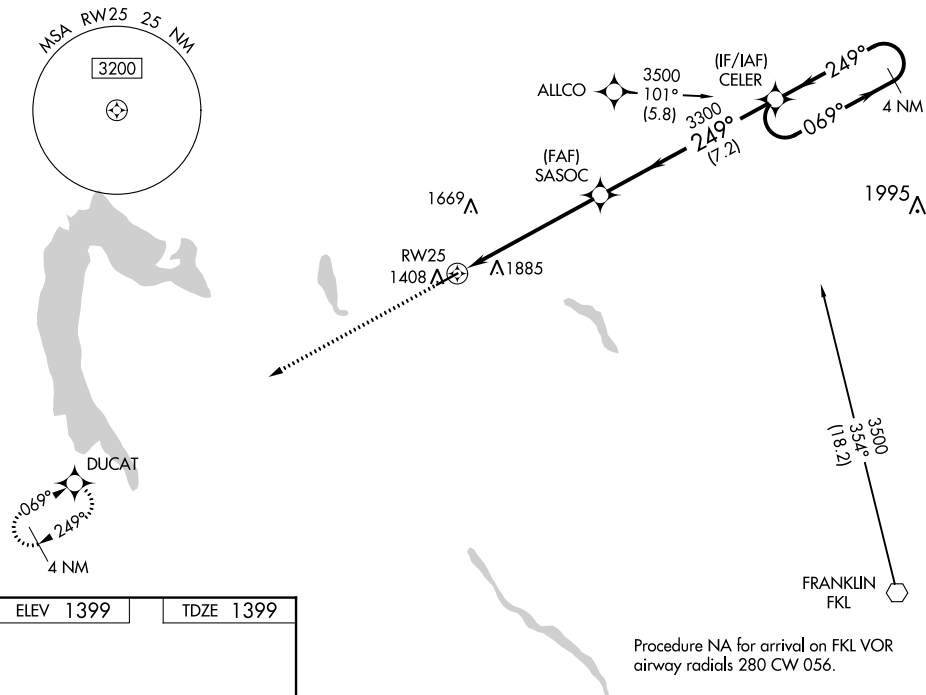 MSA RW25 25 NM
3200
(IF/IAF)
CELER
ALLCO
3500
101°
(5.8)
249°
069°
4 NM
3300
249°
(7.2)
(FAF)
SASOC
1669
1995
RW25
1408
1885
DUCAT
069°
249°
4 NM
3500
354°
(18.2)
FRANKLIN
FKL
ELEV 1399
TDZE 1399
Procedure NA for arrival on FKL VOR
airway radials 280 CW 056.